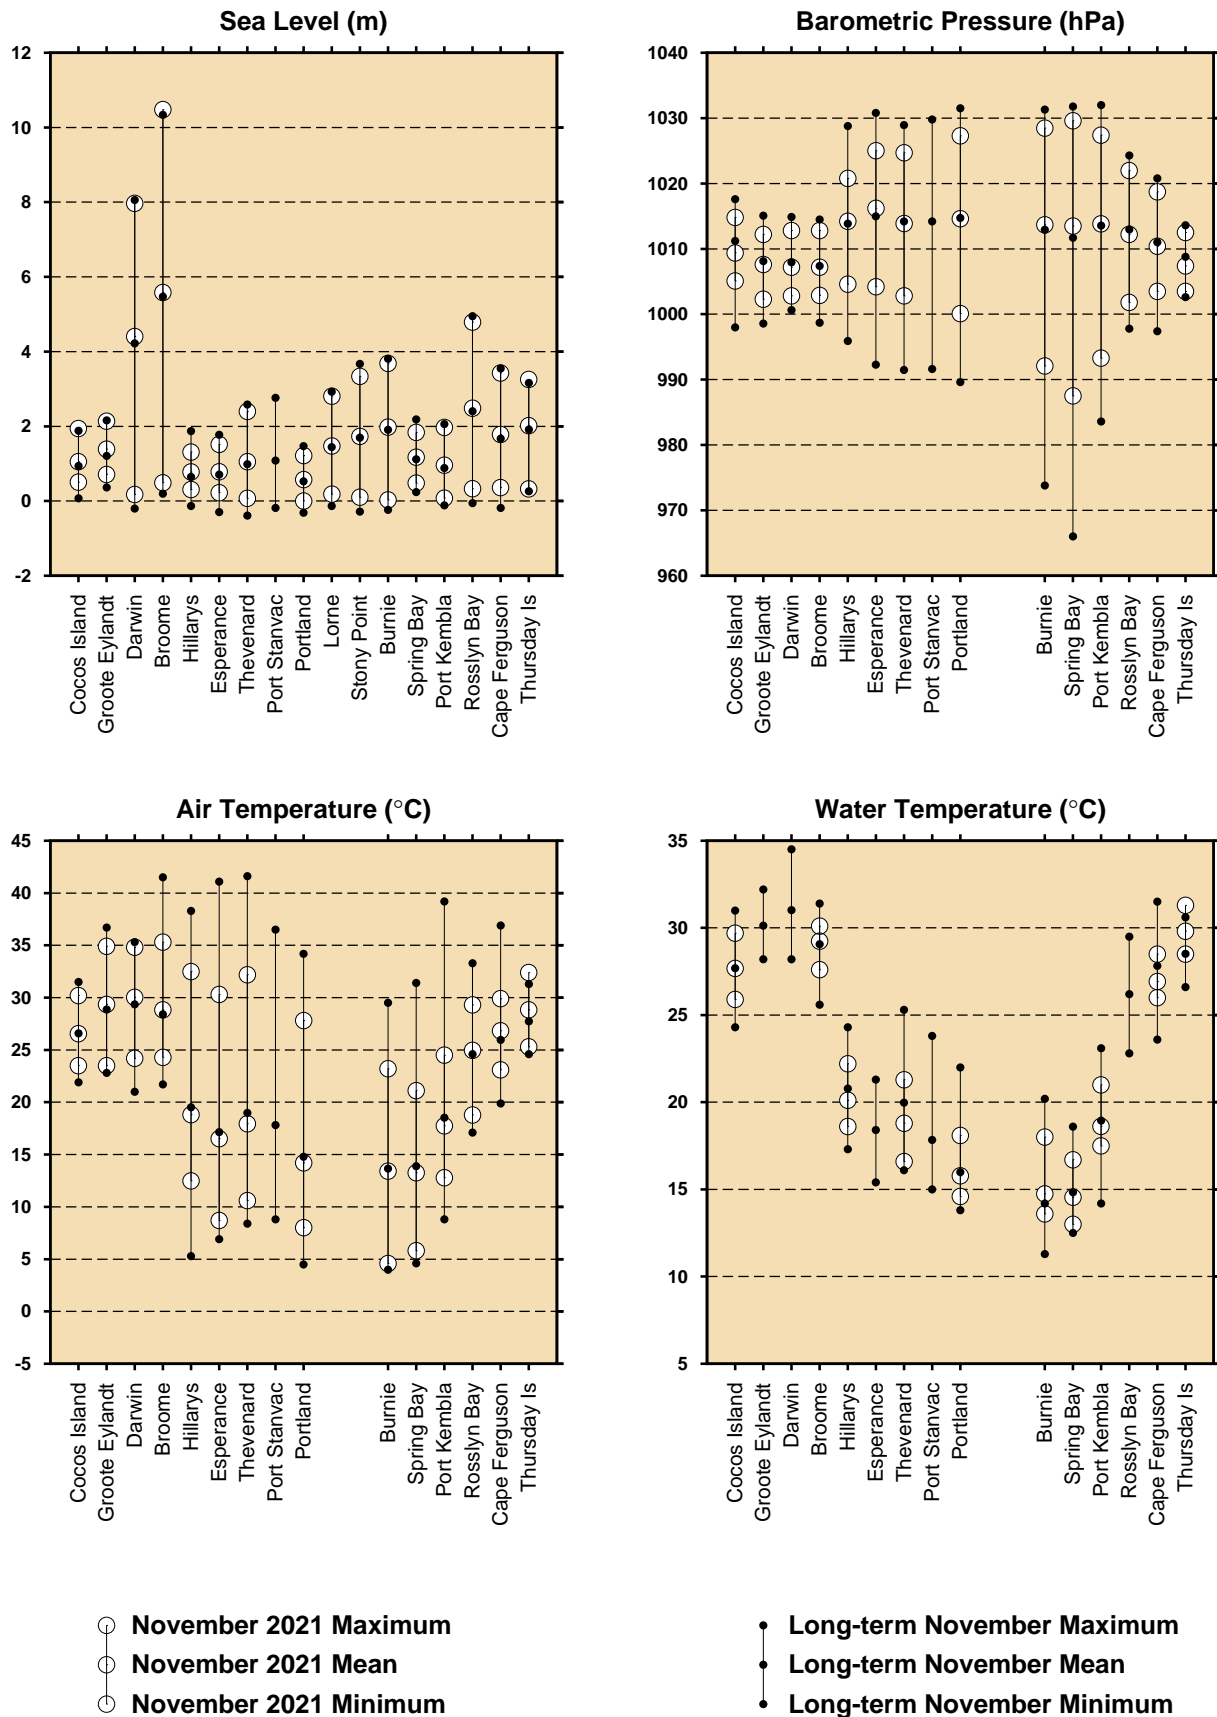 Sea Level (m)
12
10
8
6
4
2
0
-2
Cocos Island
Groote Eylandt
Darwin
Broome
Hillarys
Esperance
Thevenard
Port Stanvac
Portland
Lorne
Stony Point
Burnie
Spring Bay
Port Kembla
Rosslyn Bay
Cape Ferguson
Thursday Is
Barometric Pressure (hPa)
1040
1030
1020
1010
1000
990
980
970
960
Cocos Island
Groote Eylandt
Darwin
Broome
Hillarys
Esperance
Thevenard
Port Stanvac
Portland
Burnie
Spring Bay
Port Kembla
Rosslyn Bay
Cape Ferguson
Thursday Is
Air Temperature (°C)
45
40
35
30
25
20
15
10
5
0
-5
Cocos Island
Groote Eylandt
Darwin
Broome
Hillarys
Esperance
Thevenard
Port Stanvac
Portland
Burnie
Spring Bay
Port Kembla
Rosslyn Bay
Cape Ferguson
Thursday Is
Water Temperature (°C)
35
30
25
20
15
10
5
Cocos Island
Groote Eylandt
Darwin
Broome
Hillarys
Esperance
Thevenard
Port Stanvac
Portland
Burnie
Spring Bay
Port Kembla
Rosslyn Bay
Cape Ferguson
Thursday Is
November 2021 Maximum
November 2021 Mean
November 2021 Minimum
Long-term November Maximum
Long-term November Mean
Long-term November Minimum